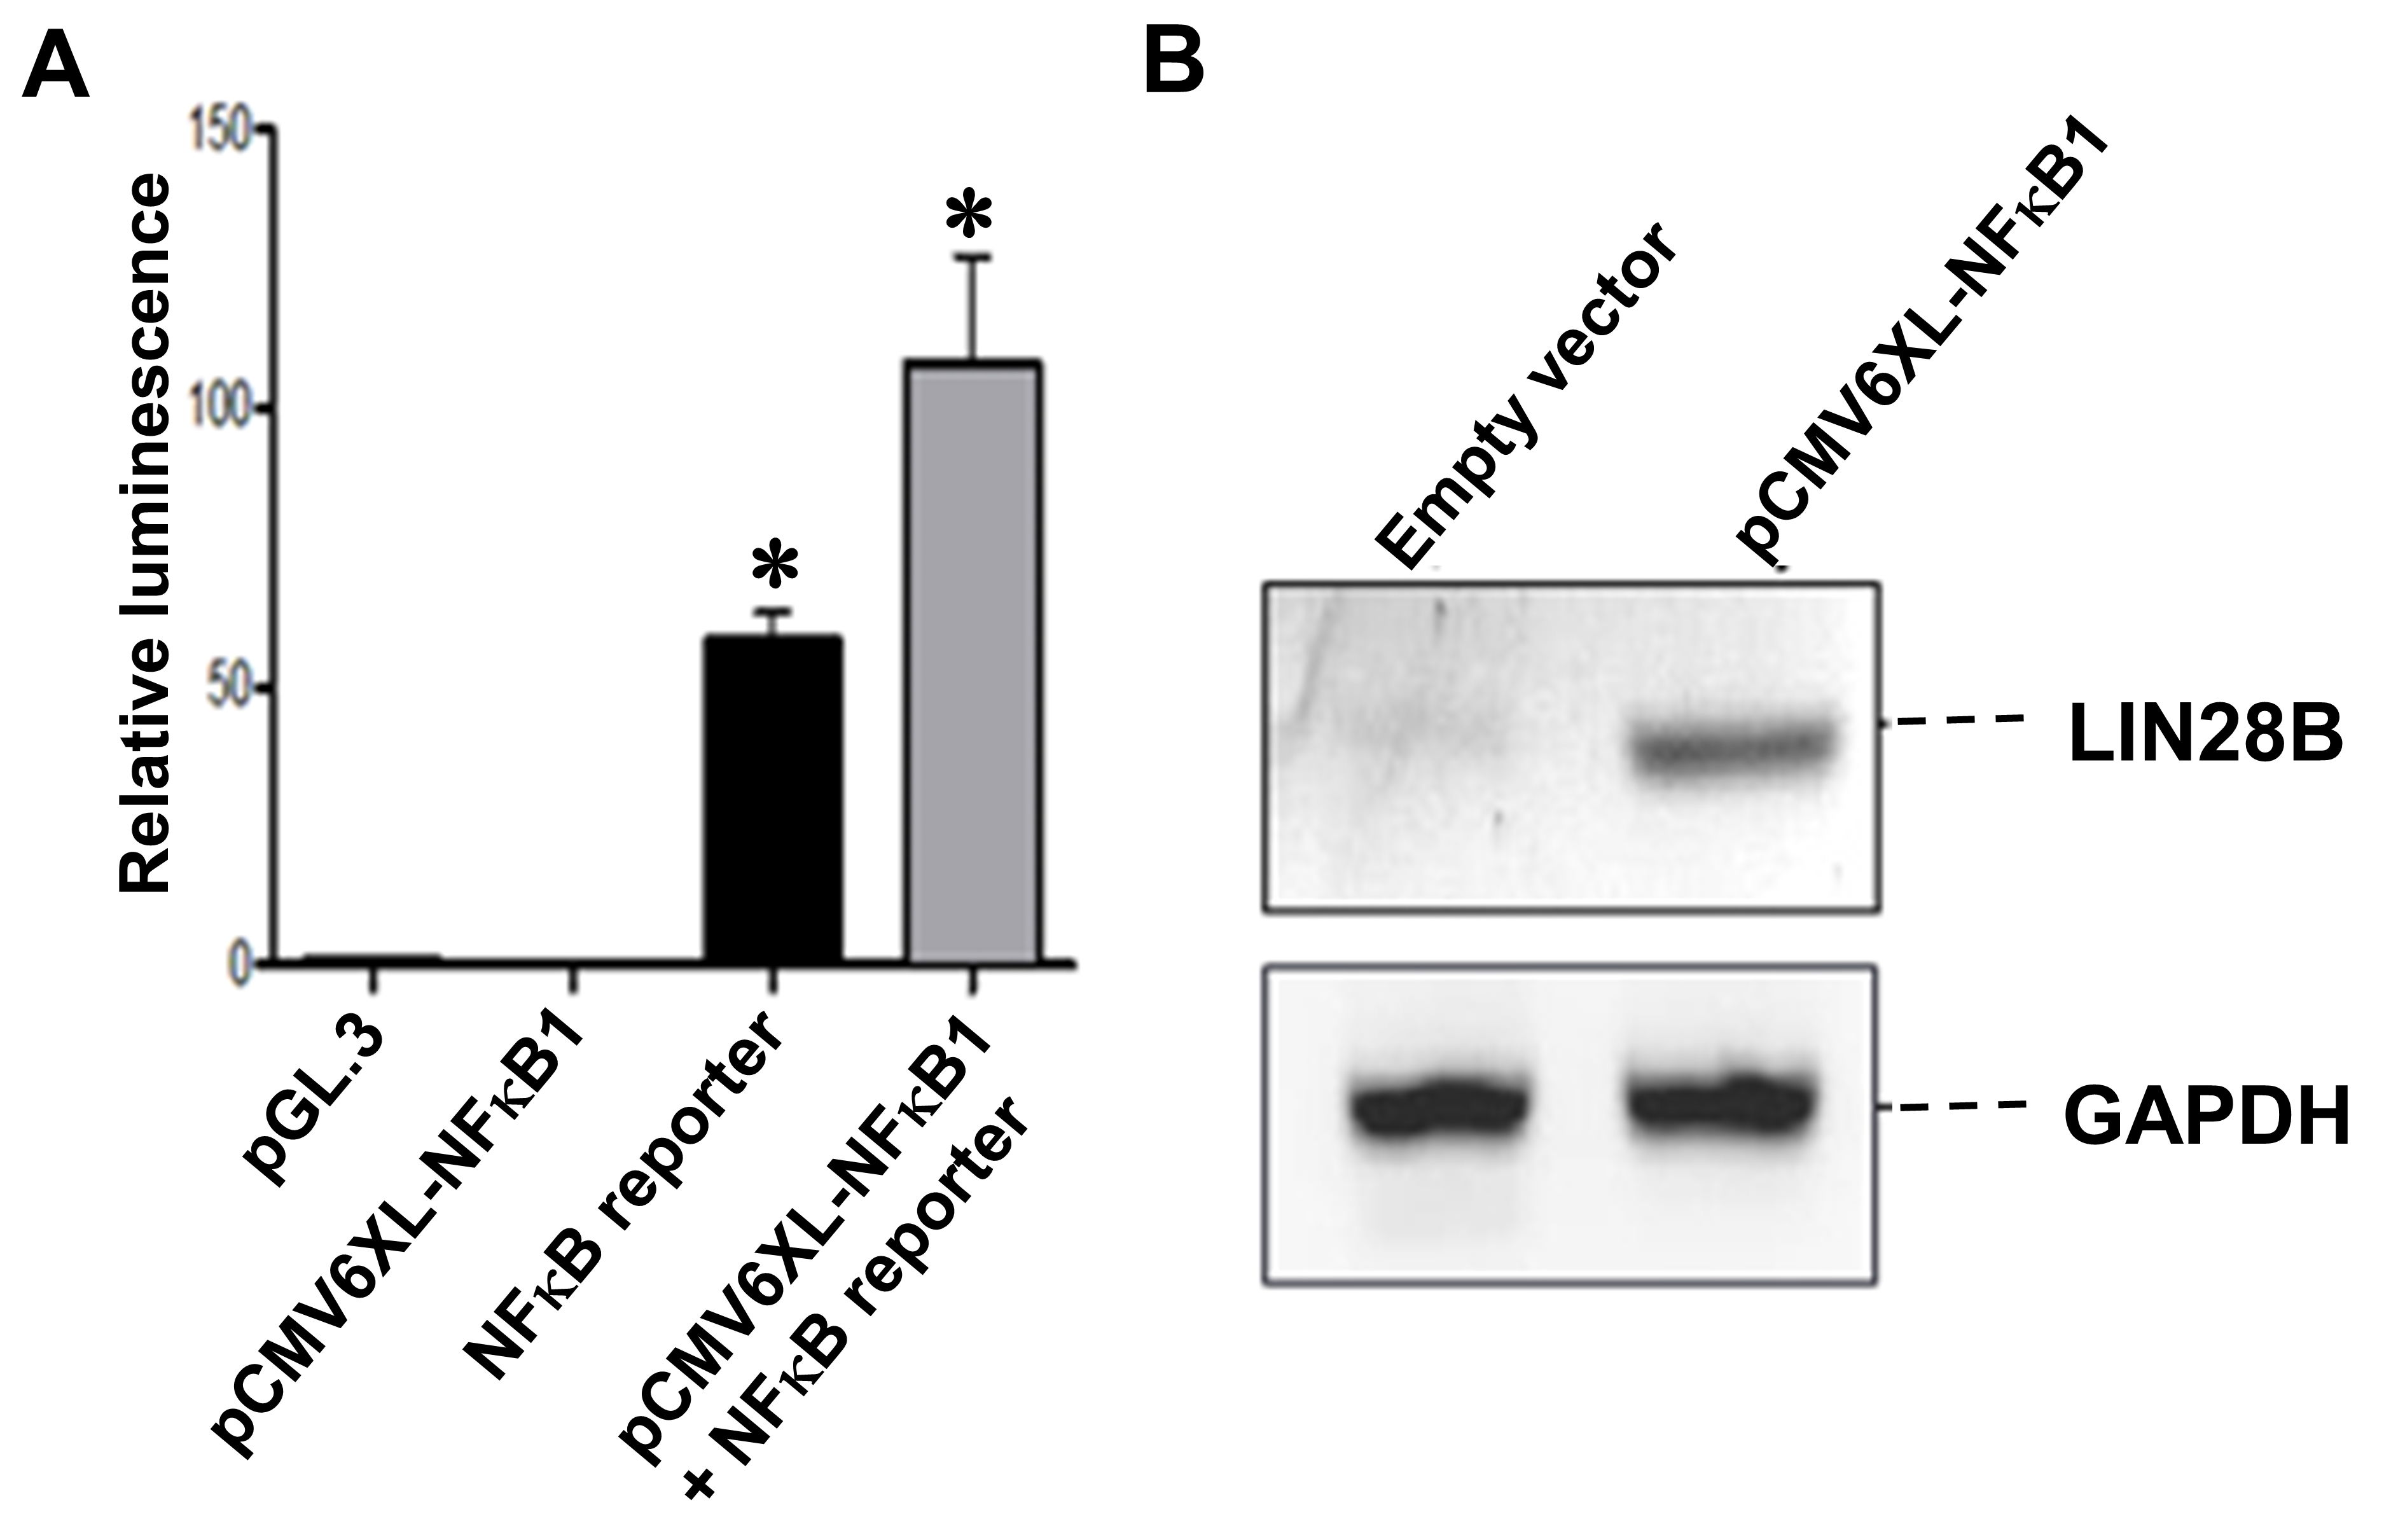 A
Relative luminescence
150
100
50
0
*
*
pGL.3
pCMV6XL-NFκB1
NFκB reporter
pCMV6XL-NFκB1
+ NFκB reporter
B
Empty vector
pCMV6XL-NFκB1
LIN28B
GAPDH